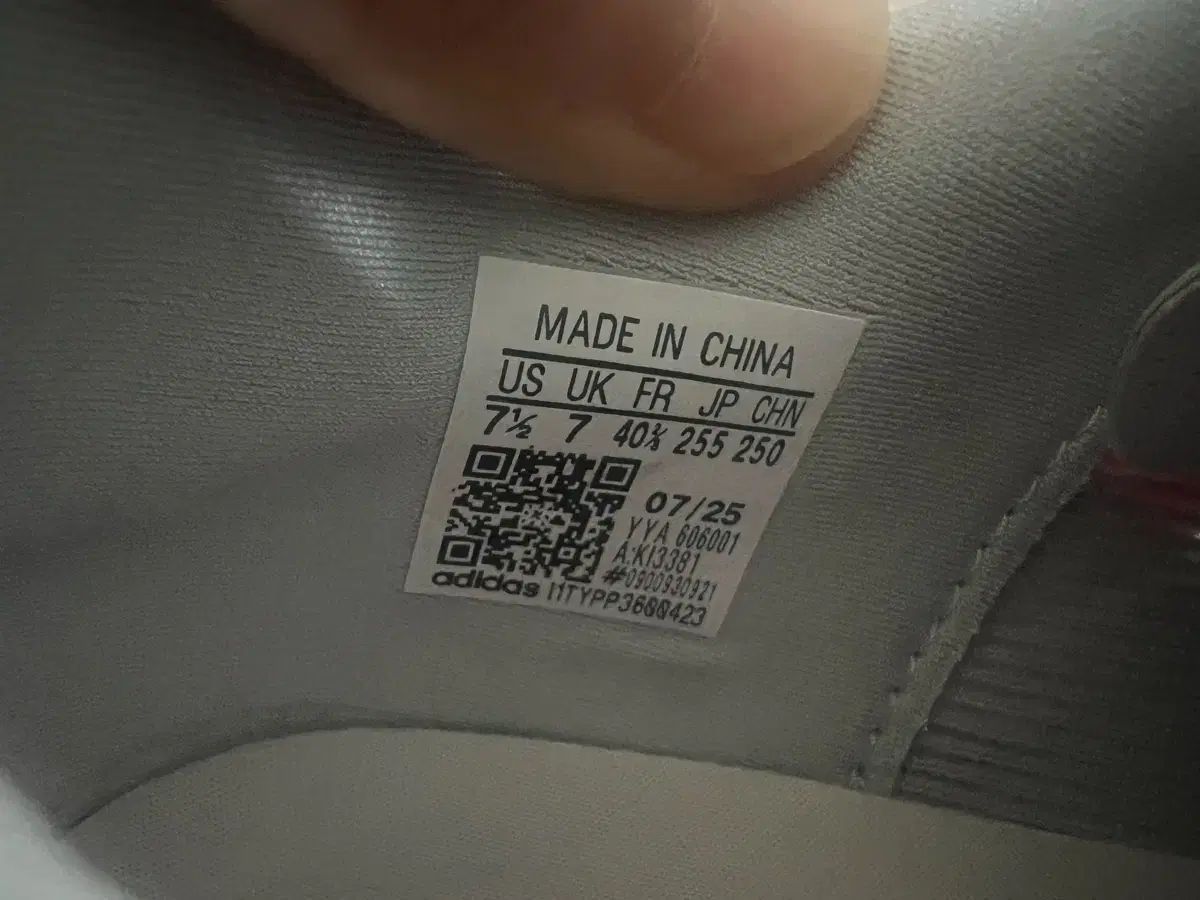 MADE IN CHINA
US UK FR JP CHN
7½ 7 40⅔ 255 250
07/25
YYA 606001
A:KI3381
#0900930921
adidas I1TYPP3600423